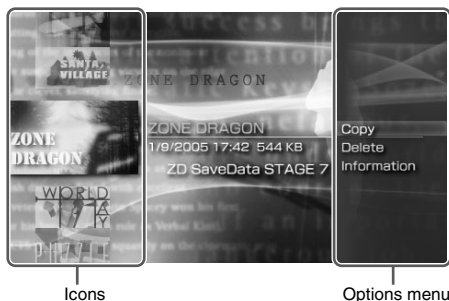 SANTA,
VILLAGE
ZONE
DRAGON
WORLD
ZONE DRAGON
ZONE DRAGON
1/9/2005 17:42 544 KB
ZD SaveData STAGE 7
Copy
Delete
Information
Icons
Options menu